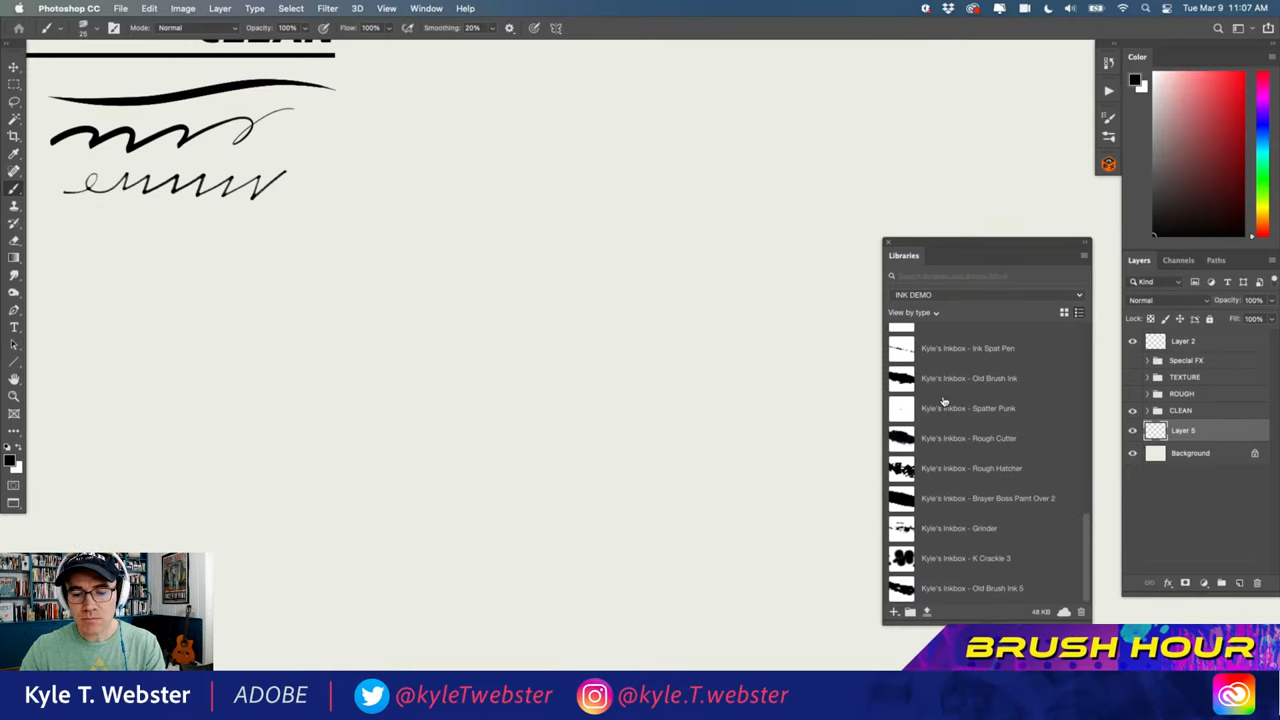 Photoshop CC File Edit Image Layer Type Select Filter 3D View Window Help Tue Mar 9 11:07 AM
25 Mode: Normal Opacity: 100% Flow: 100% Smoothing: 20%
CLEAN
Color
Libraries
INK DEMO
View by type
Kyle's Inkbox - Ink Spat Pen
Kyle's Inkbox - Old Brush Ink
Kyle's Inkbox - Spatter Punk
Kyle's Inkbox - Rough Cutter
Kyle's Inkbox - Rough Hatcher
Kyle's Inkbox - Brayer Boss Paint Over 2
Kyle's Inkbox - Grinder
Kyle's Inkbox - K Crackle 3
Kyle's Inkbox - Old Brush Ink 5
48 KB
Layers Channels Paths
Kind
Normal Opacity: 100%
Lock: Fill: 100%
Layer 2
Special FX
TEXTURE
ROUGH
CLEAN
Layer 5
Background
fx
BRUSH HOUR
Kyle T. Webster | ADOBE | @kyleTwebster @kyle.T.webster